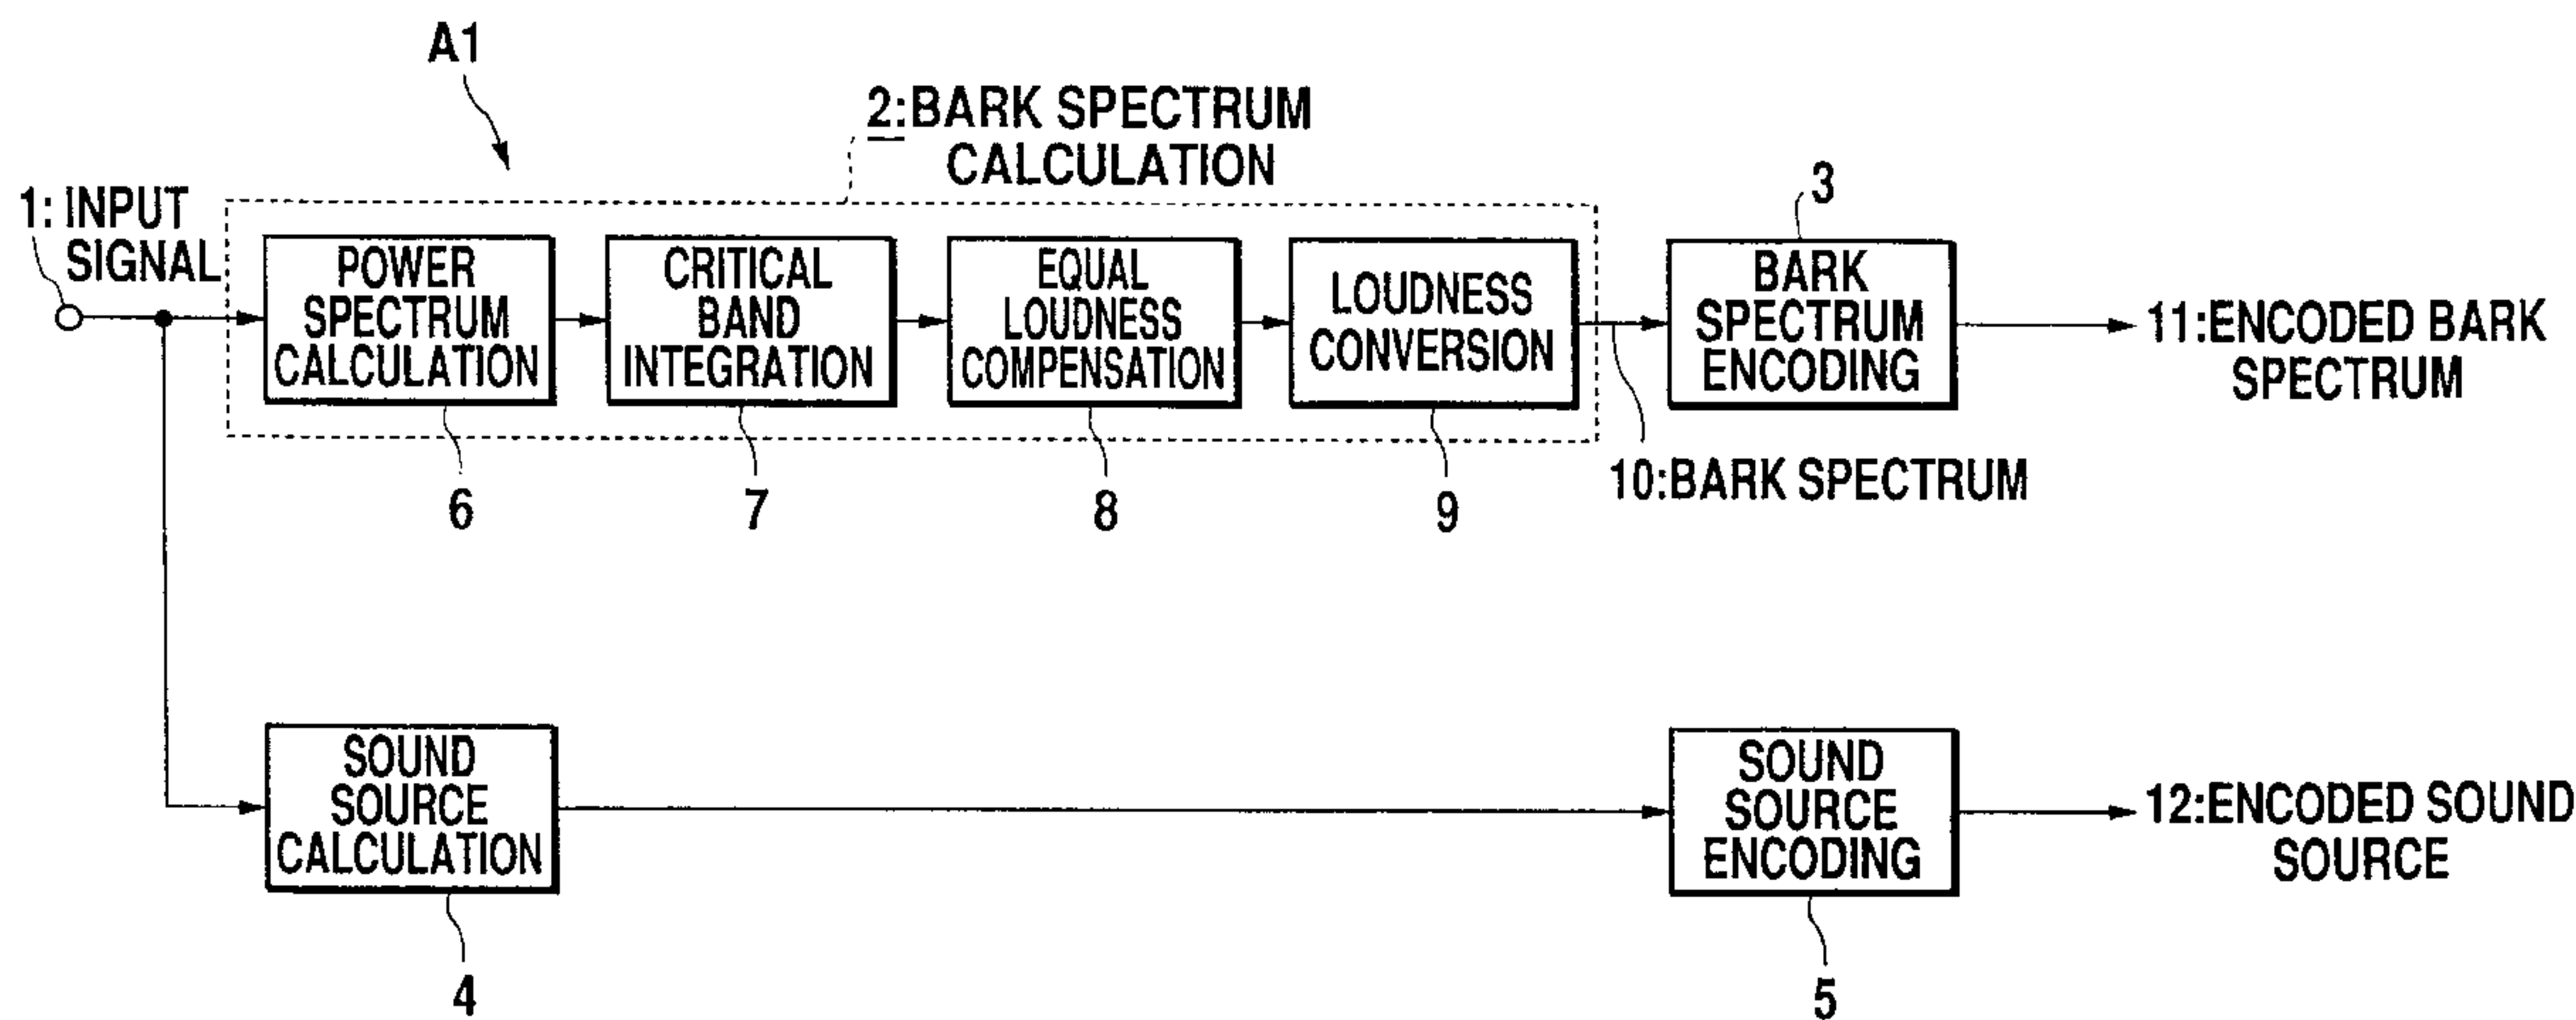 A1
2:BARK SPECTRUM
CALCULATION
1: INPUT
SIGNAL
3
POWER
SPECTRUM
CALCULATION
CRITICAL
BAND
INTEGRATION
EQUAL
LOUDNESS
COMPENSATION
LOUDNESS
CONVERSION
BARK
SPECTRUM
ENCODING
11:ENCODED BARK
SPECTRUM
6
7
8
9
10:BARK SPECTRUM
SOUND
SOURCE
CALCULATION
SOUND
SOURCE
ENCODING
12:ENCODED SOUND
SOURCE
4
5